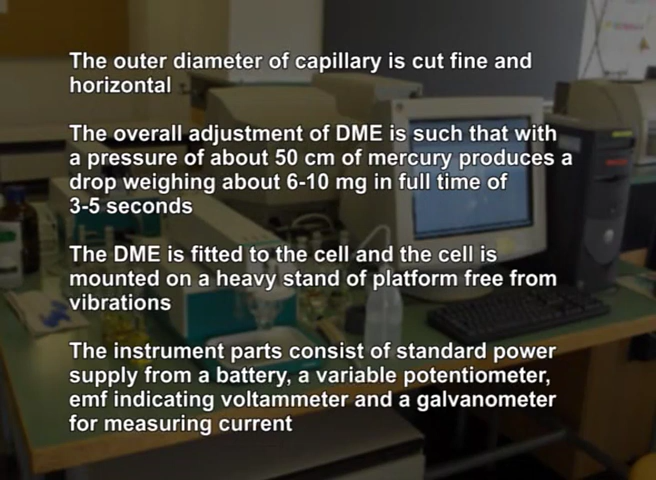 The outer diameter of capillary is cut fine and
horizontal
The overall adjustment of DME is such that with
a pressure of about 50 cm of mercury produces a
drop weighing about 6-10 mg in full time of
3-5 seconds
The DME is fitted to the cell and the cell is
mounted on a heavy stand of platform free from
vibrations
The instrument parts consist of standard power
supply from a battery, a variable potentiometer,
emf indicating voltammeter and a galvanometer
for measuring current